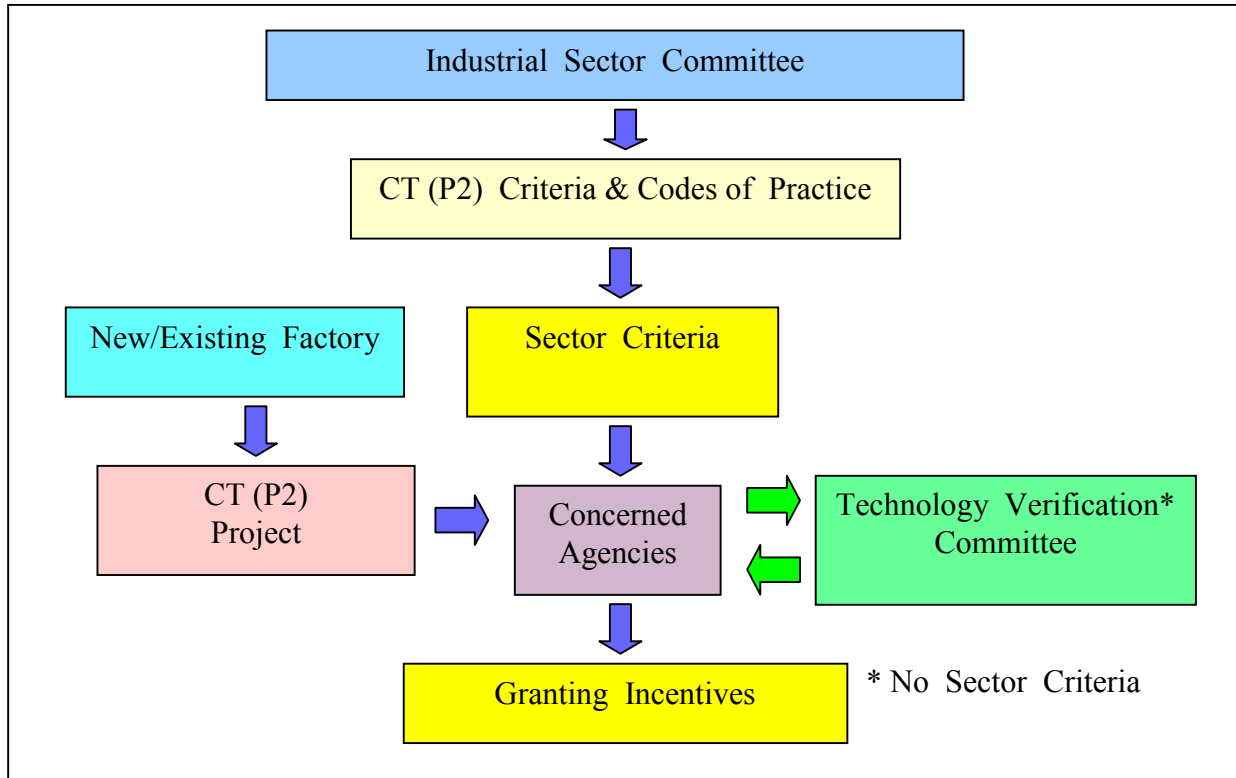 Industrial Sector Committee
CT (P2) Criteria & Codes of Practice
New/Existing Factory
Sector Criteria
CT (P2)
Project
Concerned
Agencies
Technology Verification*
Committee
Granting Incentives
* No Sector Criteria